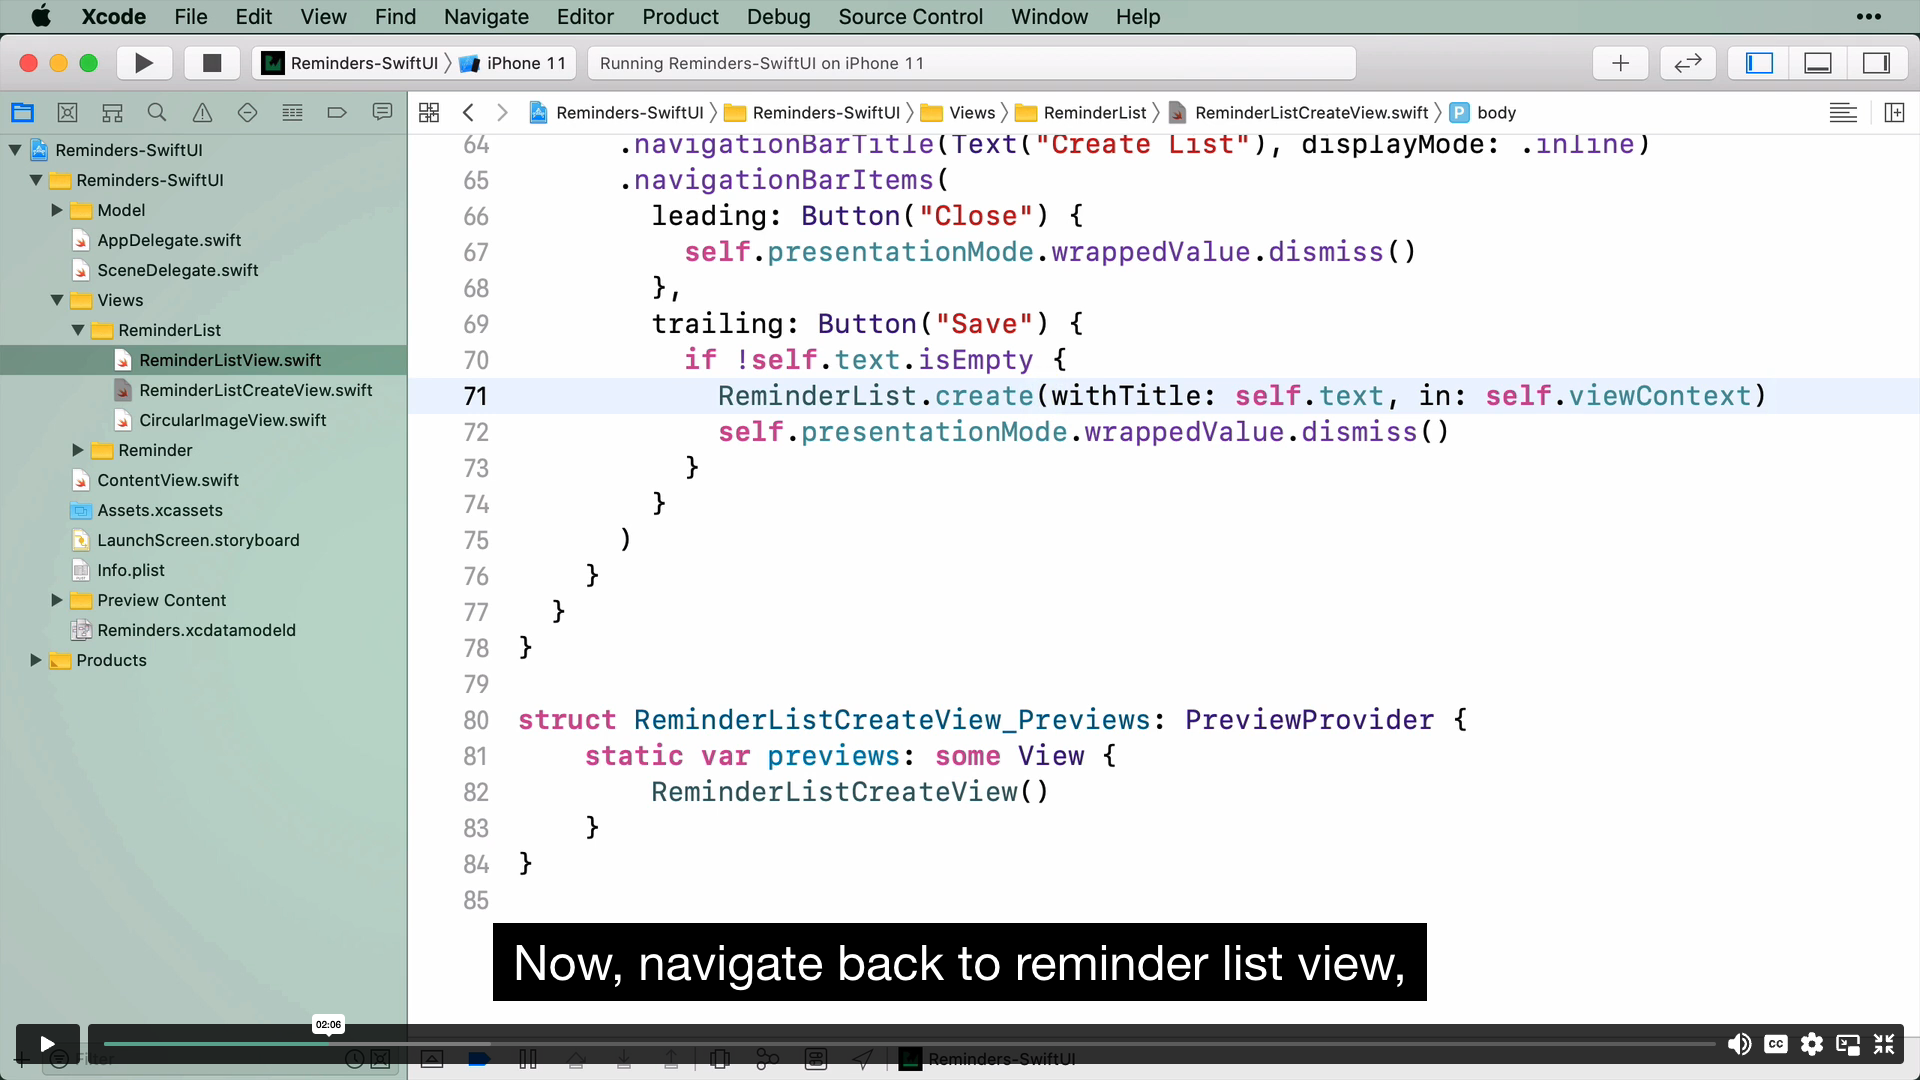 Xcode File Edit View Find Navigate Editor Product Debug Source Control Window Help
Reminders-SwiftUI iPhone 11 Running Reminders-SwiftUI on iPhone 11
Reminders-SwiftUI Reminders-SwiftUI Views ReminderList ReminderListCreateView.swift P body
Reminders-SwiftUI
Reminders-SwiftUI
Model
AppDelegate.swift
SceneDelegate.swift
Views
ReminderList
ReminderListView.swift
ReminderListCreateView.swift
CircularImageView.swift
Reminder
ContentView.swift
Assets.xcassets
LaunchScreen.storyboard
Info.plist
Preview Content
Reminders.xcdatamodeld
Products
64 .navigationBarTitle(Text("Create List"), displayMode: .inline)
65 .navigationBarItems(
66 leading: Button("Close") {
67 self.presentationMode.wrappedValue.dismiss()
68 },
69 trailing: Button("Save") {
70 if !self.text.isEmpty {
71 ReminderList.create(withTitle: self.text, in: self.viewContext)
72 self.presentationMode.wrappedValue.dismiss()
73 }
74 }
75 )
76 }
77 }
78 }
79
80 struct ReminderListCreateView_Previews: PreviewProvider {
81 static var previews: some View {
82 ReminderListCreateView()
83 }
84 }
85
Now, navigate back to reminder list view,
02:06
CC
Filter
Reminders-SwiftUI